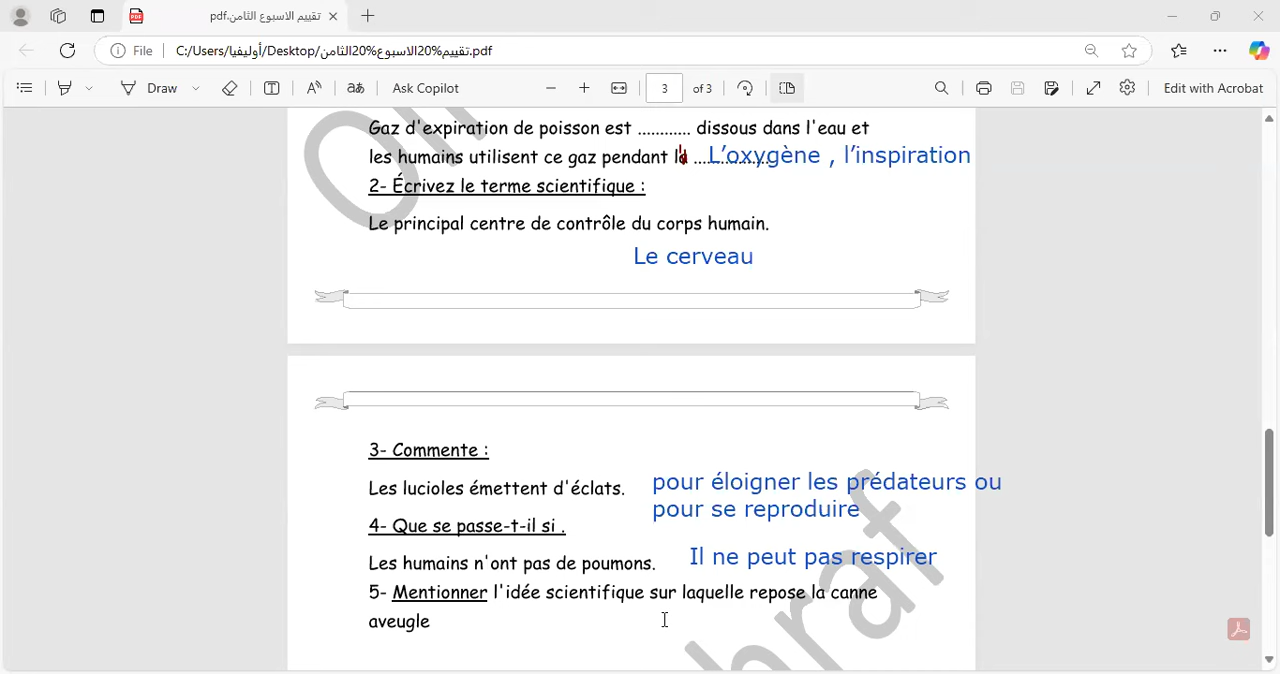 تقييم الاسبوع الثامن.pdf
File C:/Users/أوليفيا/Desktop/تقييم%20الاسبوع%20الثامن.pdf
Draw Ask Copilot 3 of 3 Edit with Acrobat
Gaz d'expiration de poisson est ............ dissous dans l'eau et
les humains utilisent ce gaz pendant la ............... L'oxygène , l'inspiration
2- Écrivez le terme scientifique :
Le principal centre de contrôle du corps humain.
Le cerveau
3- Commente :
Les lucioles émettent d'éclats.
pour éloigner les prédateurs ou
pour se reproduire
4- Que se passe-t-il si .
Les humains n'ont pas de poumons. Il ne peut pas respirer
5- Mentionner l'idée scientifique sur laquelle repose la canne
aveugle